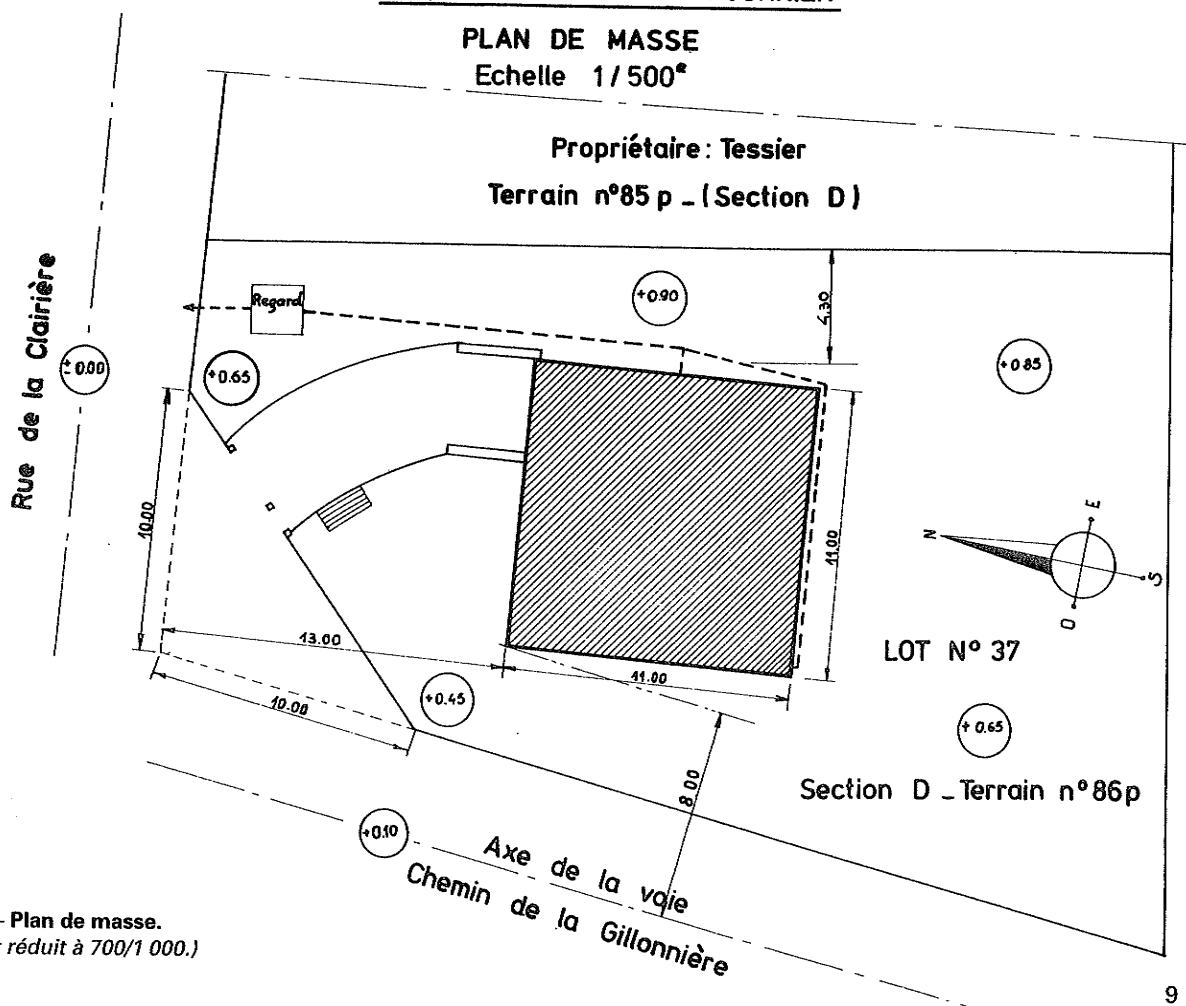 PLAN DE MASSE
Echelle 1/500e
Propriétaire: Tessier
Terrain n°85 p - (Section D)
Rue de la Clairière
± 0.00
Regard
+0.90
4,30
+0.65
+0.85
10.00
11.00
N
E
S
O
13.00
11.00
LOT N° 37
10.00
+0.45
+0.65
8.00
Section D - Terrain n°86p
+0.10
Axe de la voie
Chemin de la Gillonnière
- Plan de masse.
réduit à 700/1 000.)
9